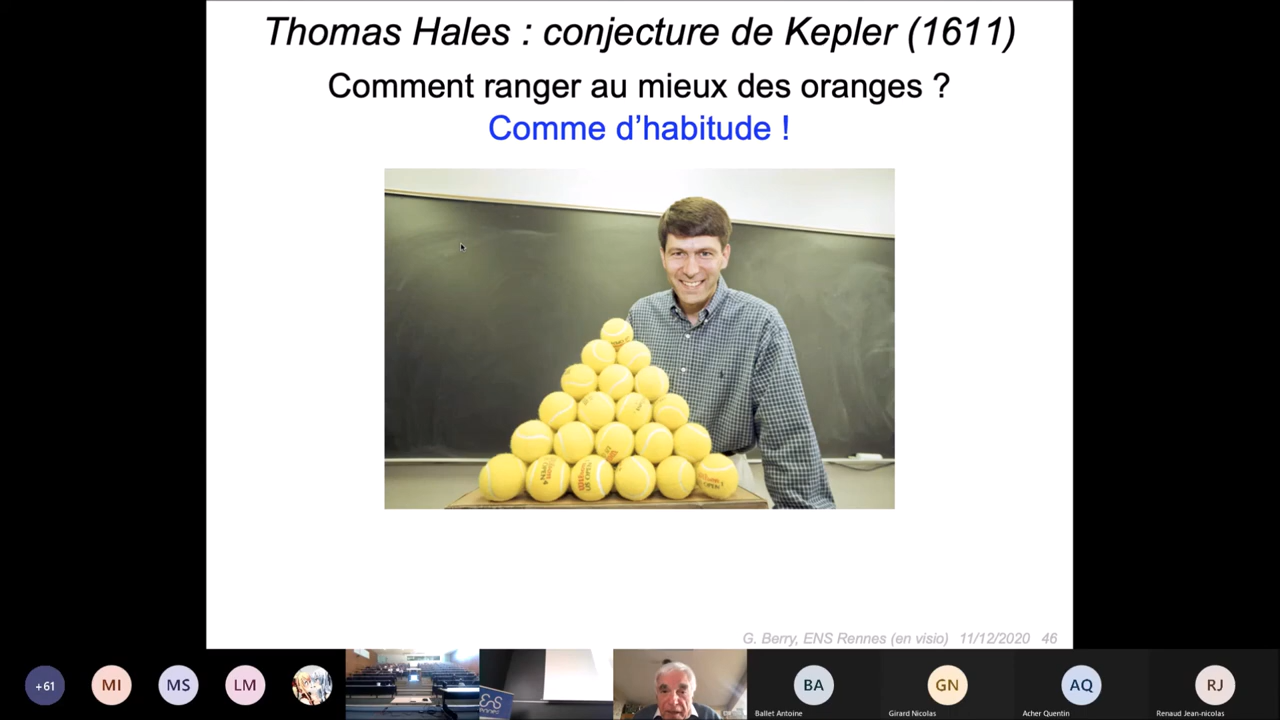 Thomas Hales : conjecture de Kepler (1611)
Comment ranger au mieux des oranges ?
Comme d’habitude !
G. Berry, ENS Rennes (en visio) 11/12/2020 46
+61
MI
MS
LM
BA
GN
AQ
RJ
Ballet Antoine
Girard Nicolas
Acher Quentin
Renaud Jean-nicolas